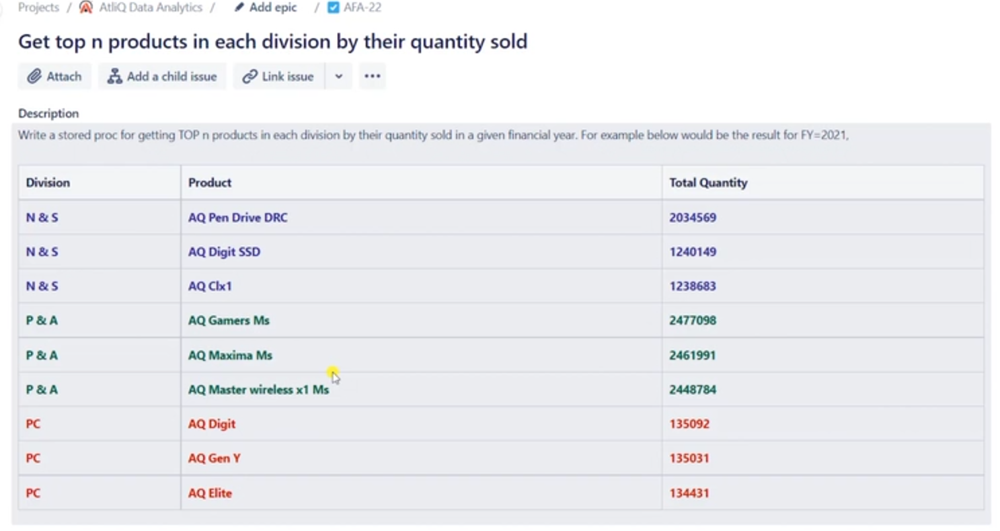 Projects / AtliQ Data Analytics / Add epic / AFA-22
Get top n products in each division by their quantity sold
Attach Add a child issue Link issue
Description
Write a stored proc for getting TOP n products in each division by their quantity sold in a given financial year. For example below would be the result for FY=2021,
Division Product Total Quantity
N & S AQ Pen Drive DRC 2034569
N & S AQ Digit SSD 1240149
N & S AQ Clx1 1238683
P & A AQ Gamers Ms 2477098
P & A AQ Maxima Ms 2461991
P & A AQ Master wireless x1 Ms 2448784
PC AQ Digit 135092
PC AQ Gen Y 135031
PC AQ Elite 134431